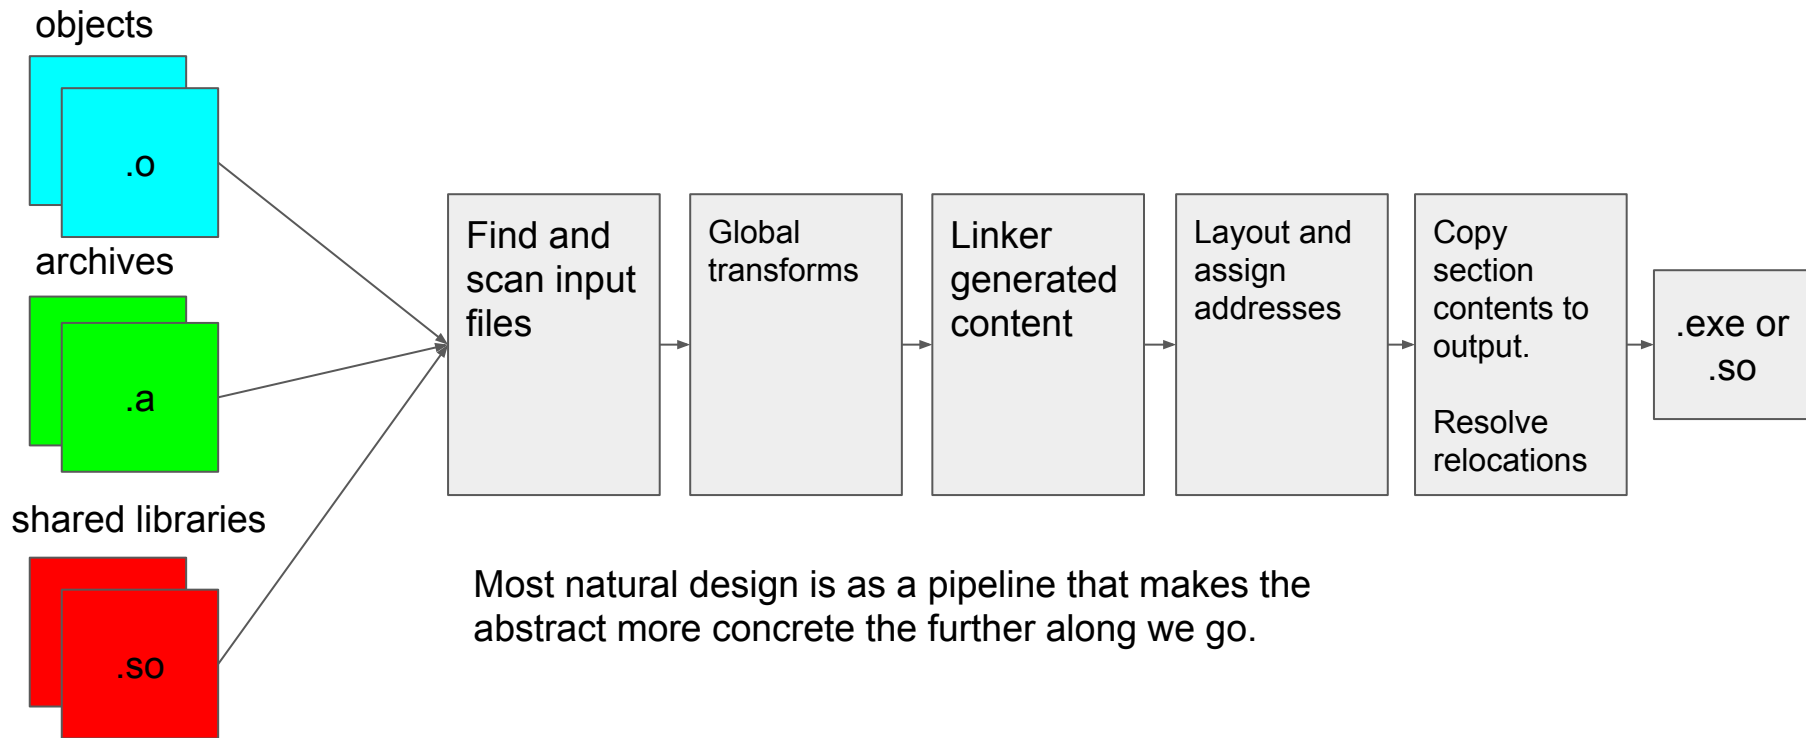 objects
.o
archives
.a
shared libraries
.so
Find and
scan input
files
Global
transforms
Linker
generated
content
Layout and
assign
addresses
Copy
section
contents to
output.
Resolve
relocations
.exe or
.so
Most natural design is as a pipeline that makes the
abstract more concrete the further along we go.